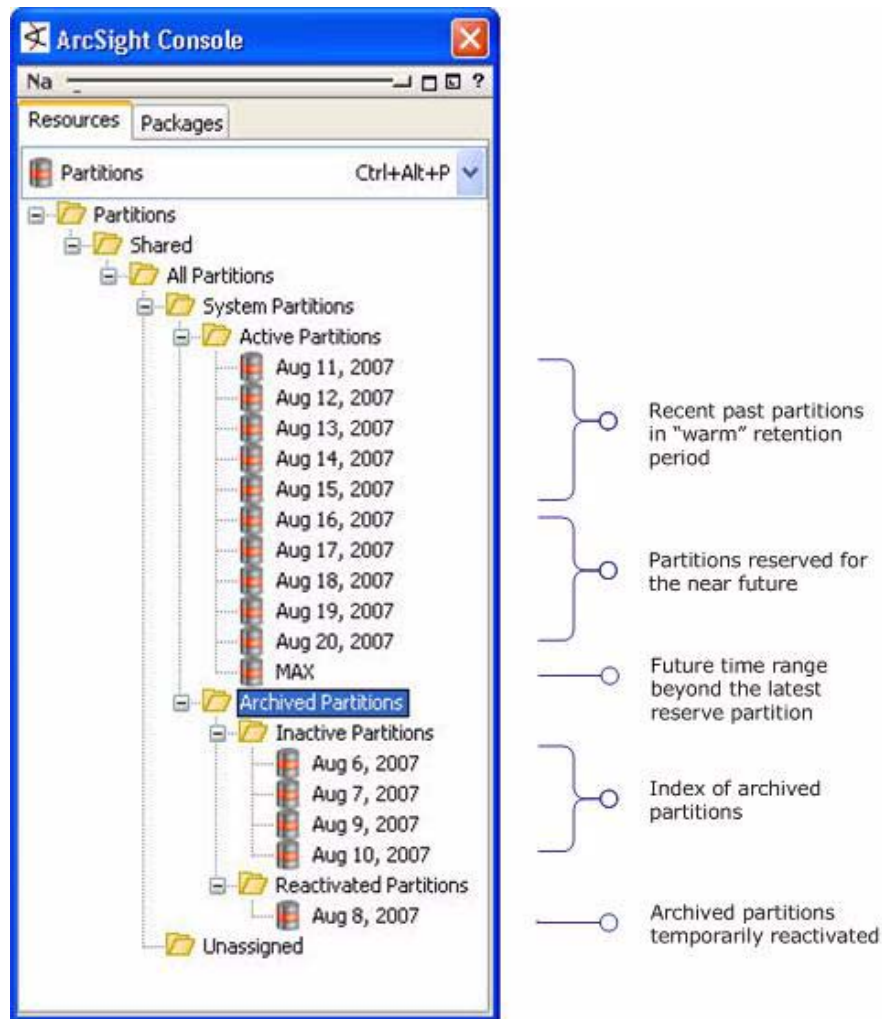 ArcSight Console
Na
?
Resources
Packages
Partitions Ctrl+Alt+P
Partitions
Shared
All Partitions
System Partitions
Active Partitions
Aug 11, 2007
Aug 12, 2007
Aug 13, 2007
Aug 14, 2007
Aug 15, 2007
Aug 16, 2007
Aug 17, 2007
Aug 18, 2007
Aug 19, 2007
Aug 20, 2007
MAX
Archived Partitions
Inactive Partitions
Aug 6, 2007
Aug 7, 2007
Aug 9, 2007
Aug 10, 2007
Reactivated Partitions
Aug 8, 2007
Unassigned
Recent past partitions
in “warm” retention
period
Partitions reserved for
the near future
Future time range
beyond the latest
reserve partition
Index of archived
partitions
Archived partitions
temporarily reactivated